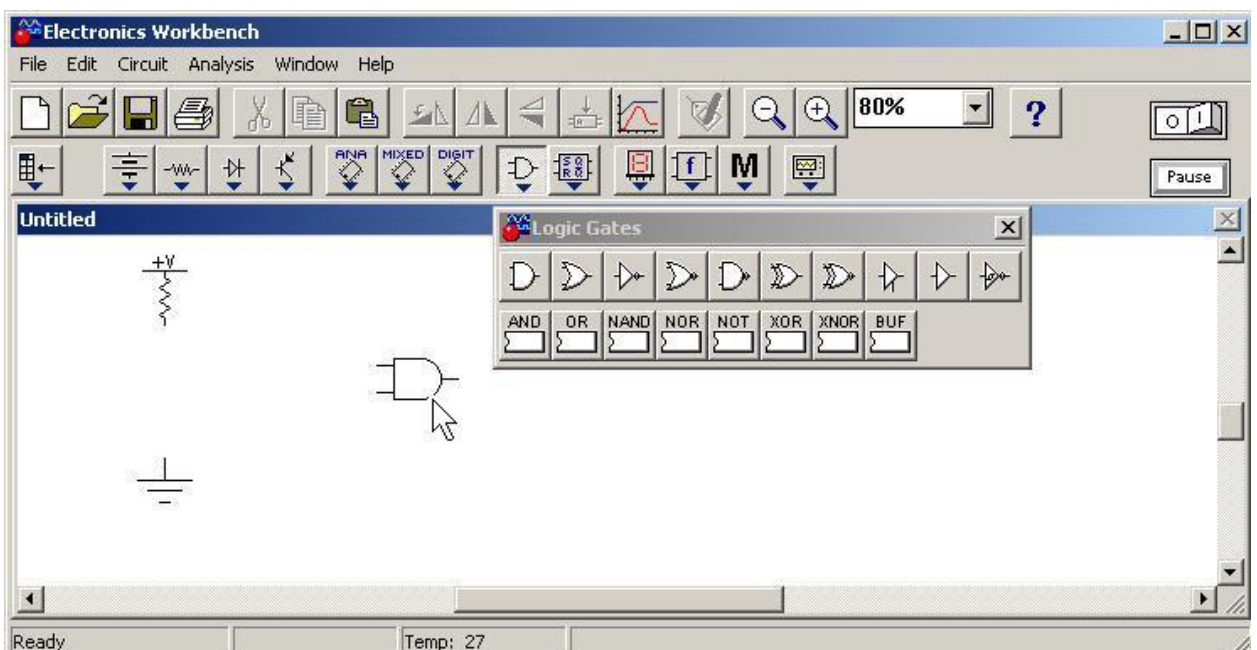 Electronics Workbench
File Edit Circuit Analysis Window Help
80% ? O I
ANA MIXED DIGIT f M Pause
Untitled
Logic Gates
+V
AND OR NAND NOR NOT XOR XNOR BUF
Ready Temp: 27